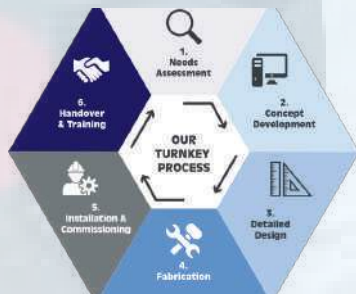 1.
Needs
Assessment
2.
Concept
Development
3.
Detailed
Design
4.
Fabrication
5.
Installation &
Commissioning
6.
Handover
& Training
OUR
TURNKEY
PROCESS